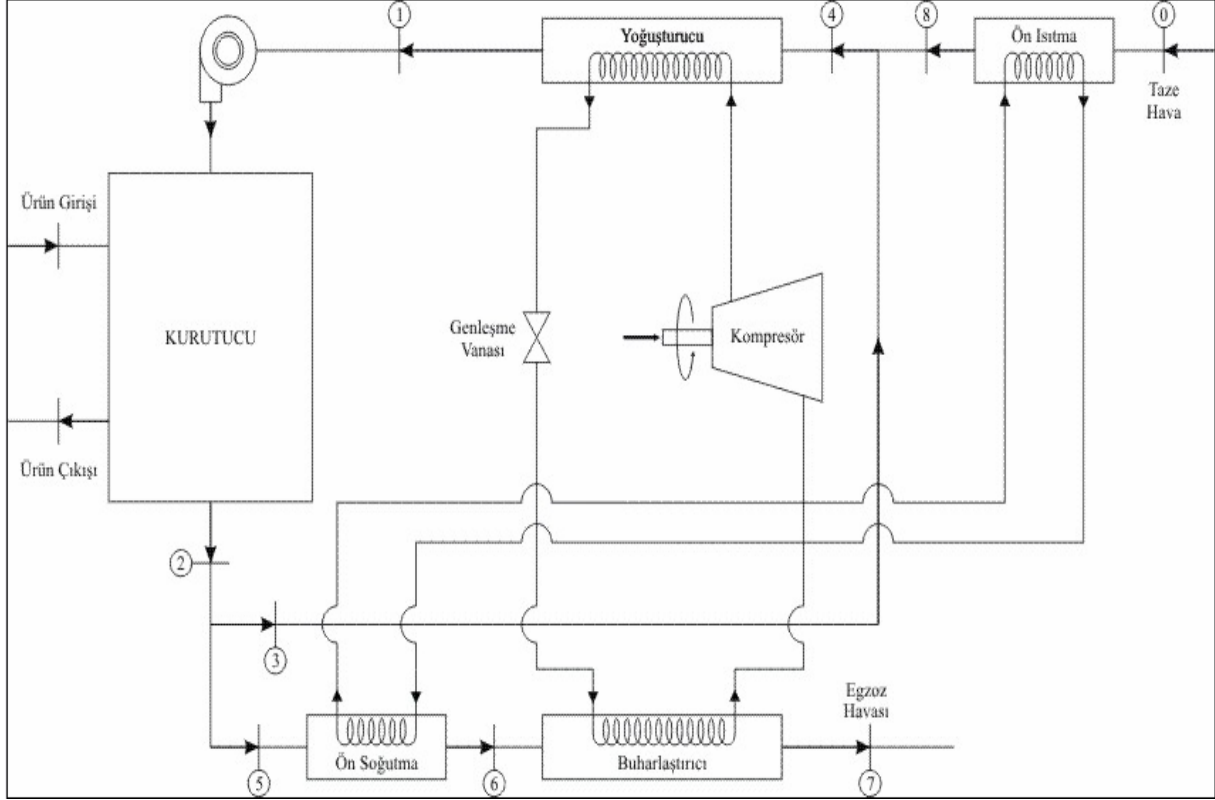 1
Yoğuşturucu
4
8
Ön Isıtma
0
Taze
Hava
Ürün Girişi
KURUTUCU
Genleşme
Vanası
Kompresör
Ürün Çıkışı
2
3
Egzoz
Havası
Ön Soğutma
Buharlaştırıcı
5
6
7